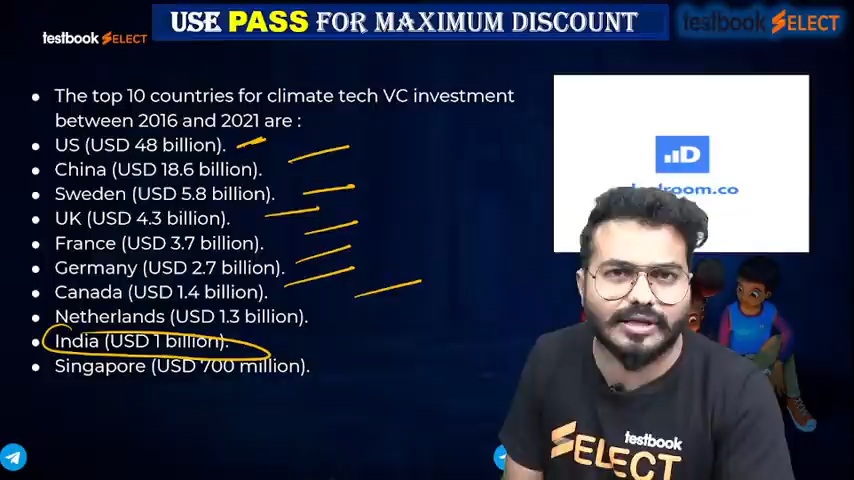 USE PASS FOR MAXIMUM DISCOUNT
testbook SELECT
testbook SELECT
The top 10 countries for climate tech VC investment
between 2016 and 2021 are :
US (USD 48 billion).
China (USD 18.6 billion).
Sweden (USD 5.8 billion).
UK (USD 4.3 billion).
France (USD 3.7 billion).
Germany (USD 2.7 billion).
Canada (USD 1.4 billion).
Netherlands (USD 1.3 billion).
India (USD 1 billion).
Singapore (USD 700 million).
D
testbook
SELECT